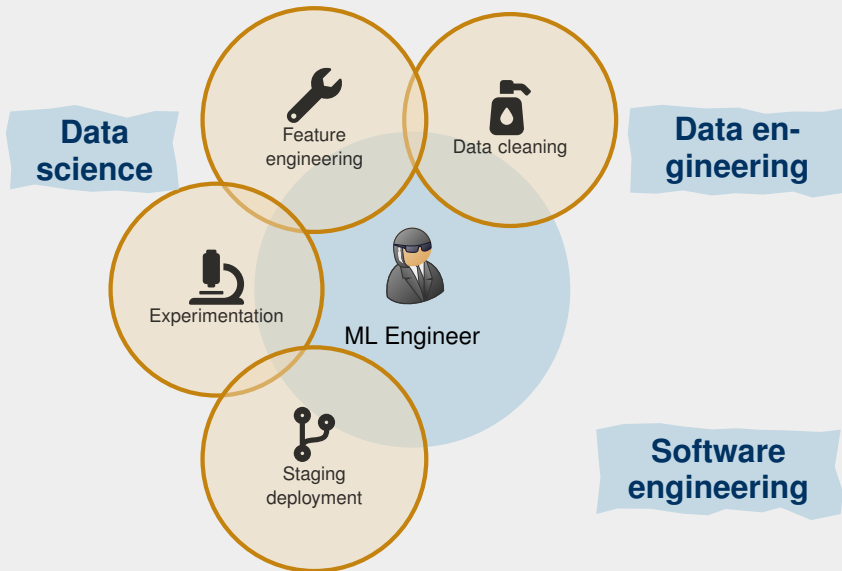 Feature
engineering
Data cleaning
Data
science
Data en-
gineering
Experimentation
ML Engineer
Staging
deployment
Software
engineering